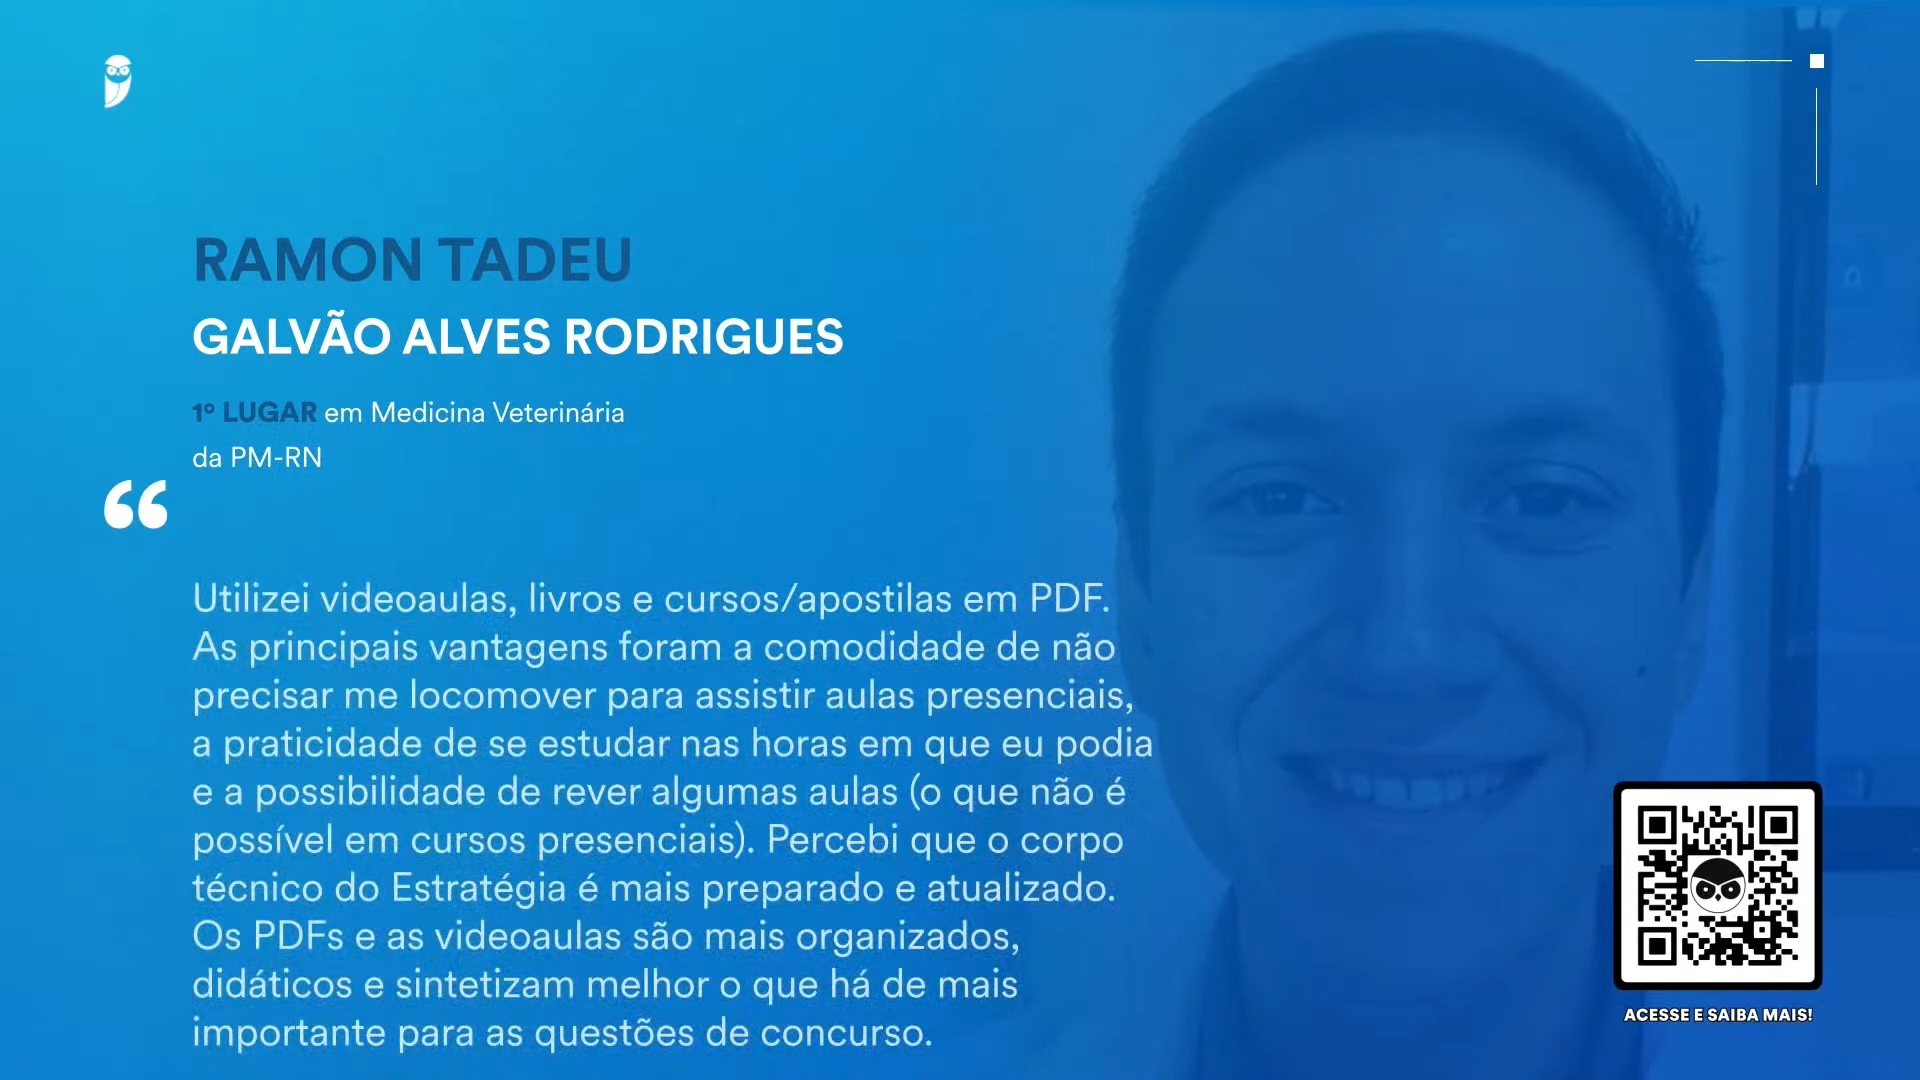 RAMON TADEU
GALVÃO ALVES RODRIGUES
1º LUGAR em Medicina Veterinária
da PM-RN
“
Utilizei videoaulas, livros e cursos/apostilas em PDF.
As principais vantagens foram a comodidade de não
precisar me locomover para assistir aulas presenciais,
a praticidade de se estudar nas horas em que eu podia
e a possibilidade de rever algumas aulas (o que não é
possível em cursos presenciais). Percebi que o corpo
técnico do Estratégia é mais preparado e atualizado.
Os PDFs e as videoaulas são mais organizados,
didáticos e sintetizam melhor o que há de mais
importante para as questões de concurso.
ACESSE E SAIBA MAIS!